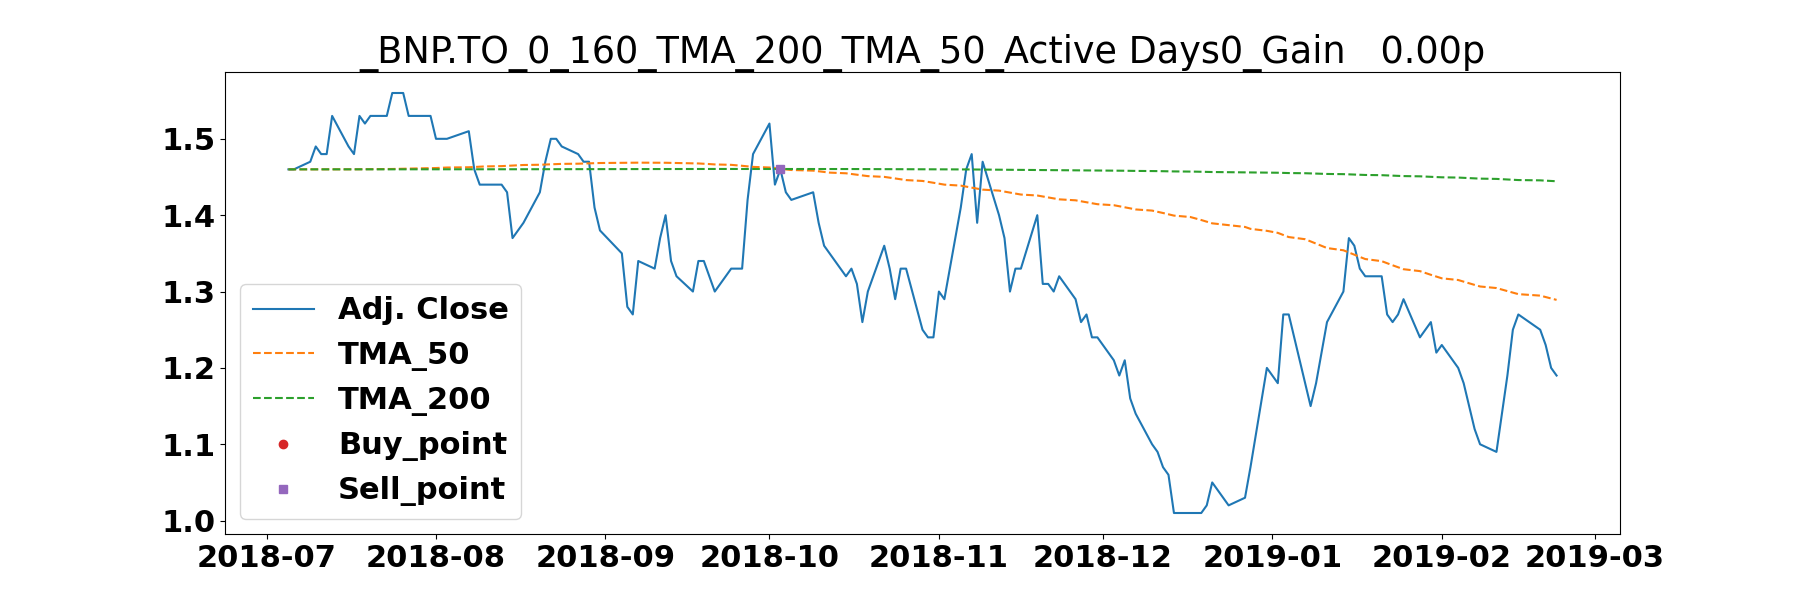 _BNP.TO_0_160_TMA_200_TMA_50_Active Days0_Gain   0.00p
1.5
1.4
1.3
1.2
1.1
1.0
Adj. Close
TMA_50
TMA_200
Buy_point
Sell_point
2018-07 2018-08 2018-09 2018-10 2018-11 2018-12 2019-01 2019-02 2019-03